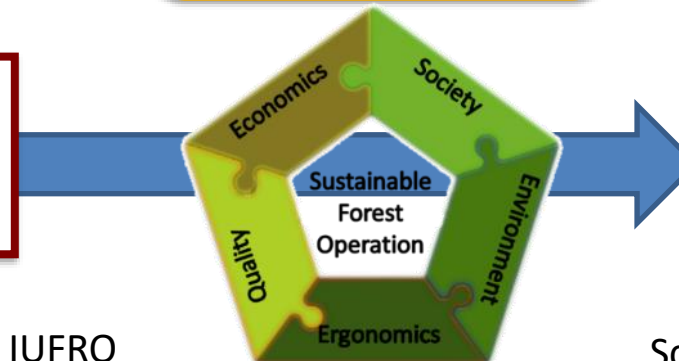 Economics
Society
Sustainable
Forest
Operation
Environment
Quality
Ergonomics
IUFRO